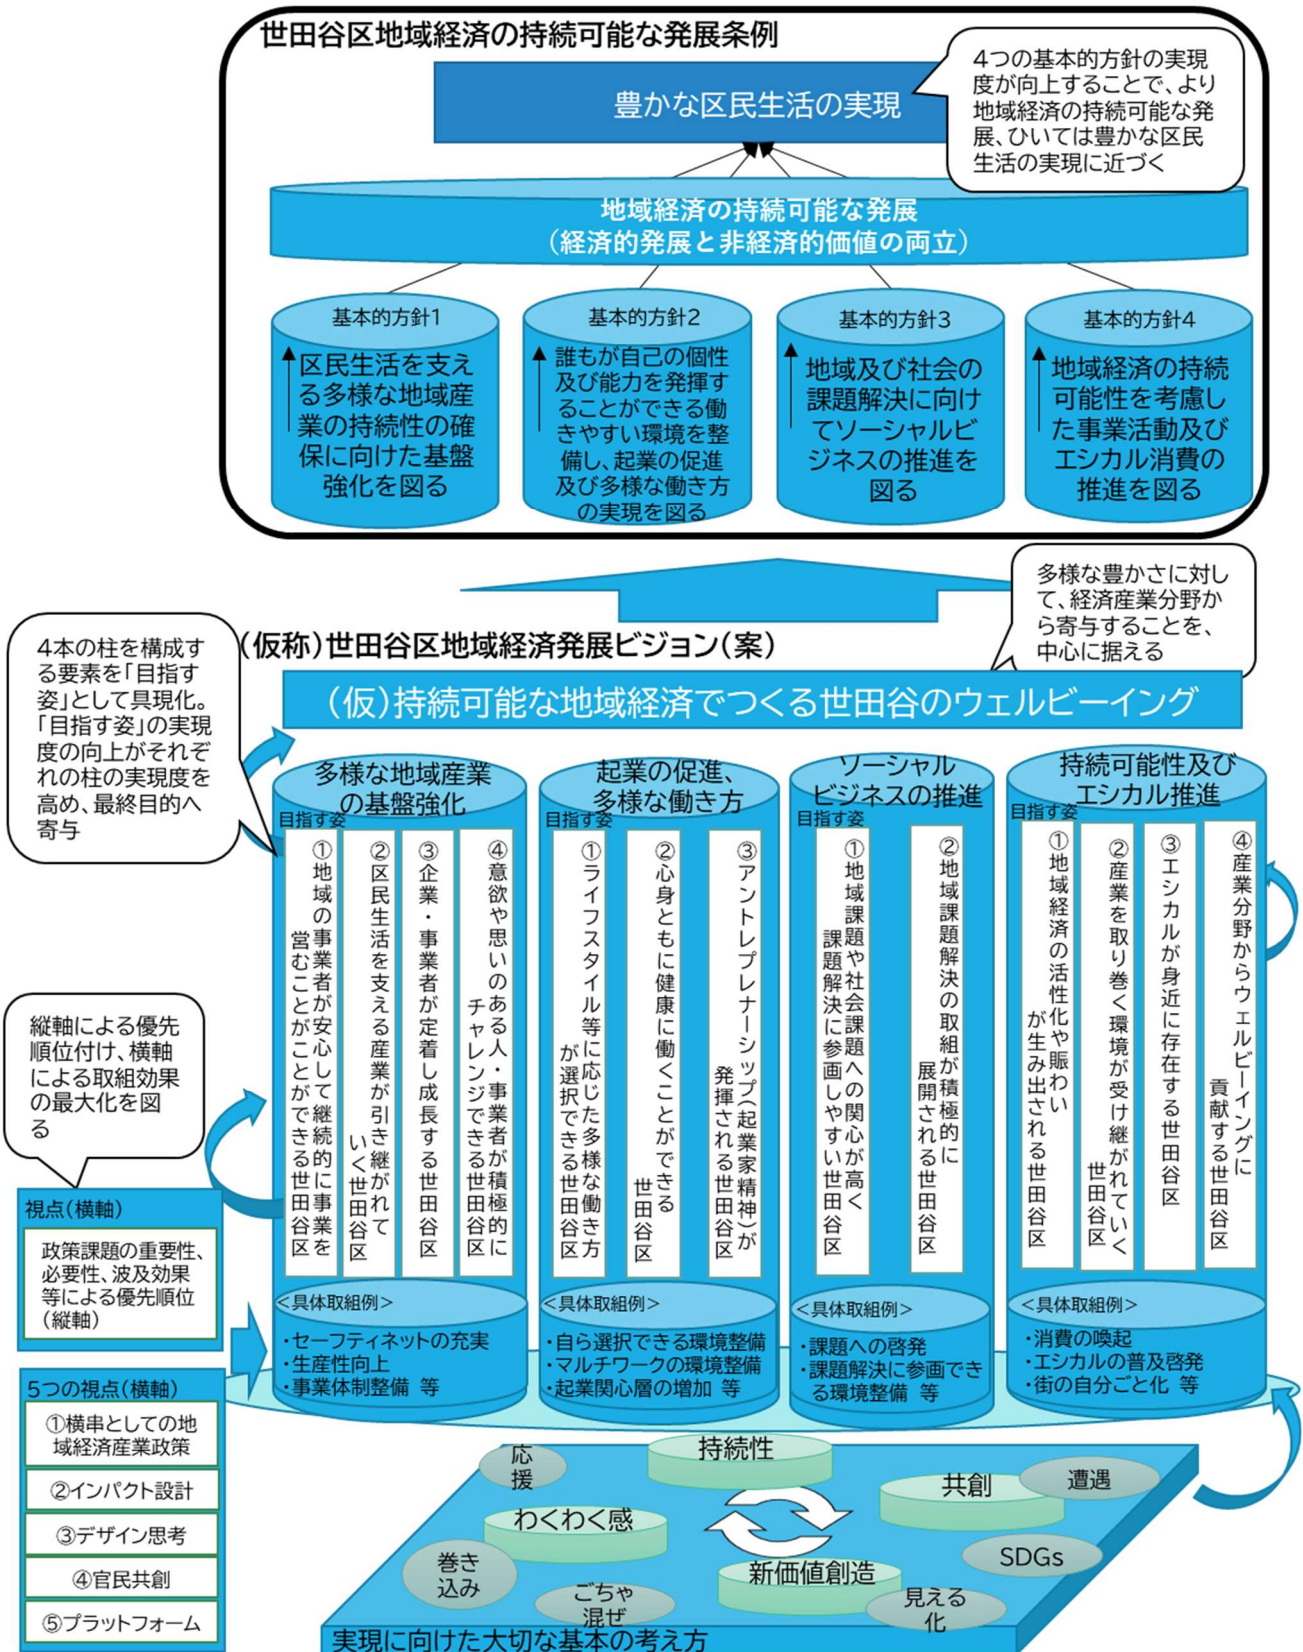 世田谷区地域経済の持続可能な発展条例
豊かな区民生活の実現
4つの基本的方針の実現
度が向上することで、より
地域経済の持続可能な発
展、ひいては豊かな区民
生活の実現に近づく
地域経済の持続可能な発展
(経済的発展と非経済的価値の両立)
基本的方針1
区民生活を支え
る多様な地域産
業の持続性の確
保に向けた基盤
強化を図る
基本的方針2
誰もが自己の個性
及び能力を発揮す
ることができる働
きやすい環境を整
備し、起業の促進
及び多様な働き方
の実現を図る
基本的方針3
地域及び社会の
課題解決に向け
てソーシャルビ
ジネスの推進を
図る
基本的方針4
地域経済の持続
可能性を考慮し
た事業活動及び
エシカル消費の
推進を図る
多様な豊かさに対し
て、経済産業分野か
ら寄与することを、
中心に据える
(仮称)世田谷区地域経済発展ビジョン(案)
(仮)持続可能な地域経済でつくる世田谷のウェルビーイング
4本の柱を構成す
る要素を「目指す
姿」として具現化。
「目指す姿」の実現
度の向上がそれぞ
れの柱の実現度を
高め、最終目的へ
寄与
多様な地域産業
の基盤強化
目指す姿
①地域の事業者が安心して継続的に事業を
営むことがことができる世田谷区
②区民生活を支える産業が引き継がれて
いく世田谷区
③企業・事業者が定着し成長する世田谷区
④意欲や思いのある人・事業者が積極的に
チャレンジできる世田谷区
<具体取組例>
・セーフティネットの充実
・生産性向上
・事業体制整備 等
起業の促進、
多様な働き方
目指す姿
①ライフスタイル等に応じた多様な働き方
が選択できる世田谷区
②心身ともに健康に働くことができる
世田谷区
③アントレプレナーシップ(起業家精神)が
発揮される世田谷区
<具体取組例>
・自ら選択できる環境整備
・マルチワークの環境整備
・起業関心層の増加 等
ソーシャル
ビジネスの推進
目指す姿
①地域課題や社会課題への関心が高く
課題解決に参画しやすい世田谷区
②地域課題解決の取組が積極的に
展開される世田谷区
<具体取組例>
・課題への啓発
・課題解決に参画でき
る環境整備 等
持続可能性及び
エシカル推進
目指す姿
①地域経済の活性化や賑わい
が生み出される世田谷区
②産業を取り巻く環境が受け継がれていく
世田谷区
③エシカルが身近に存在する世田谷区
④産業分野からウェルビーイングに
貢献する世田谷区
<具体取組例>
・消費の喚起
・エシカルの普及啓発
・街の自分ごと化 等
縦軸による優先
順位付け、横軸
による取組効果
の最大化を図
る
視点(横軸)
政策課題の重要性、
必要性、波及効果
等による優先順位
(縦軸)
5つの視点(横軸)
①横串としての地
域経済産業政策
②インパクト設計
③デザイン思考
④官民共創
⑤プラットフォーム
応
援
持続性
共創
遭遇
わくわく感
巻き
込み
ごちゃ
混ぜ
新価値創造
SDGs
見える
化
実現に向けた大切な基本の考え方